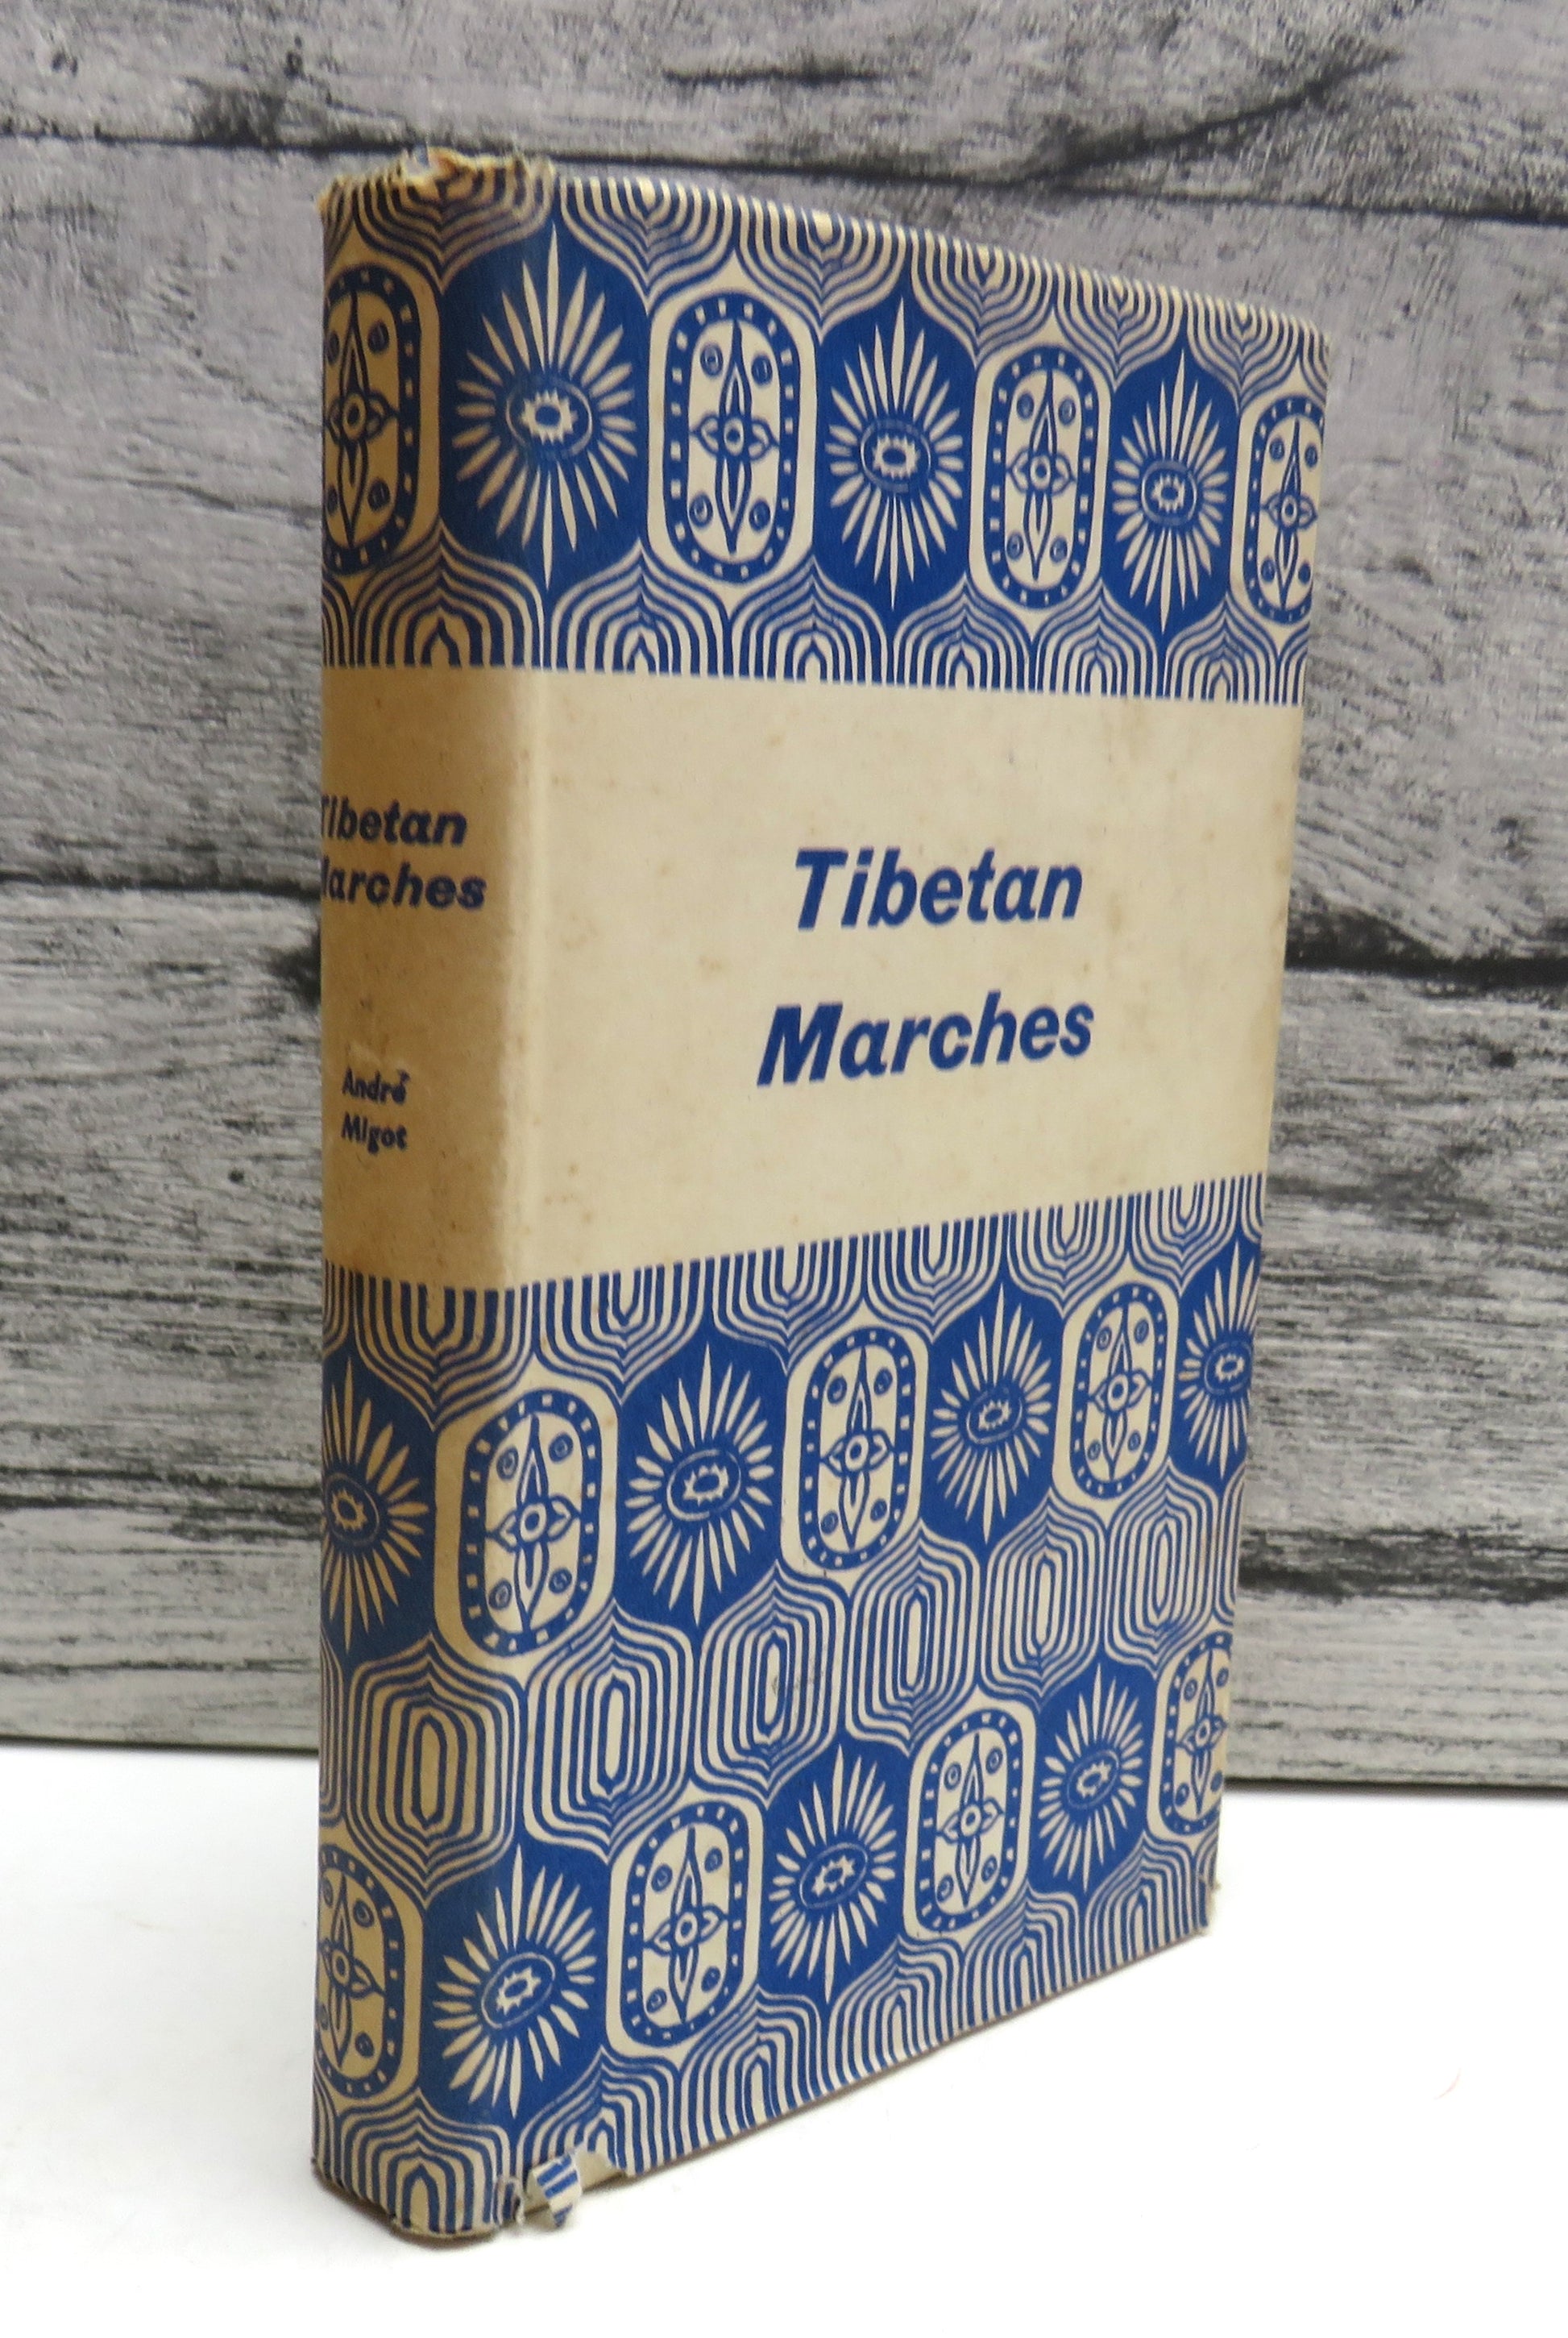 Tibetan
Marches
André
Migot
Tibetan
Marches